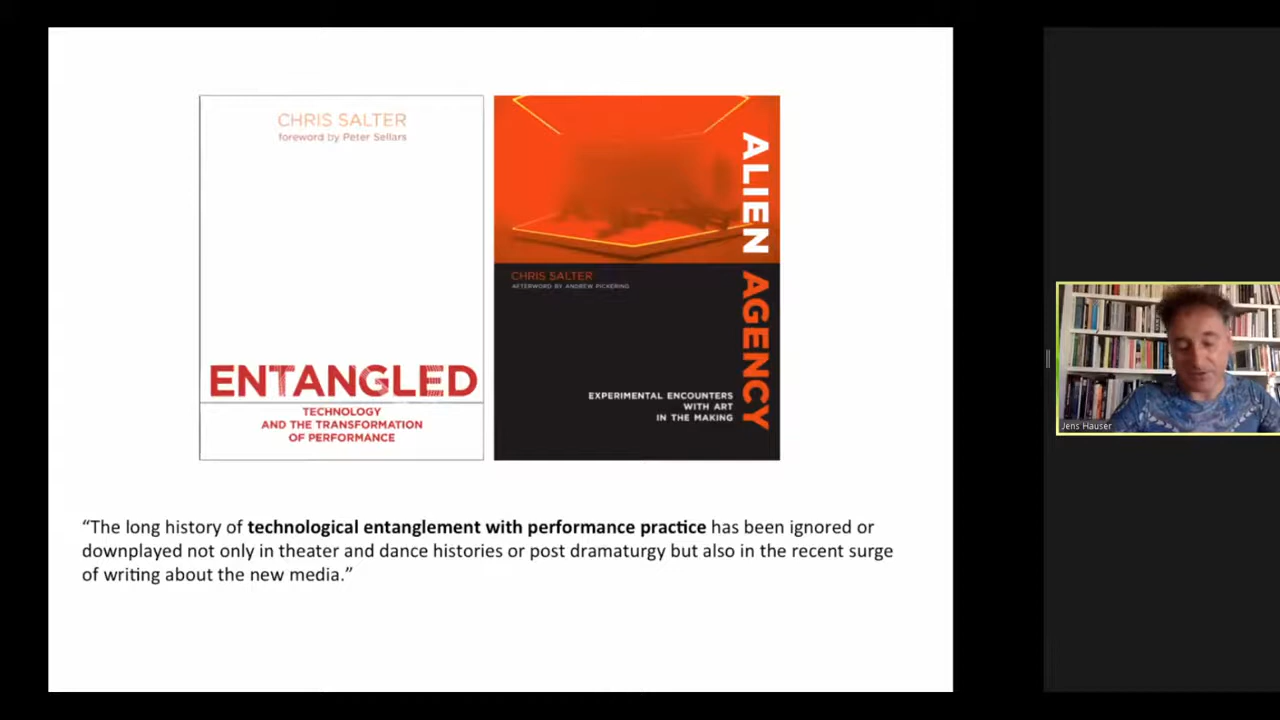 CHRIS SALTER
foreword by Peter Sellars
ENTANGLED
TECHNOLOGY
AND THE TRANSFORMATION
OF PERFORMANCE
ALIEN AGENCY
CHRIS SALTER
AFTERWORD BY ANDREW PICKERING
EXPERIMENTAL ENCOUNTERS
WITH ART
IN THE MAKING
“The long history of technological entanglement with performance practice has been ignored or
downplayed not only in theater and dance histories or post dramaturgy but also in the recent surge
of writing about the new media.”
Jens Hauser